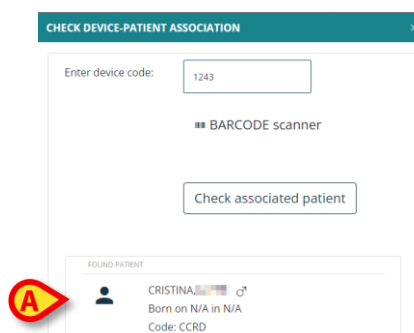 CHECK DEVICE-PATIENT ASSOCIATION
Enter device code:
1243
BARCODE scanner
Check associated patient
FOUND PATIENT
A
CRISTINA, ♂
Born on N/A in N/A
Code: CCRD